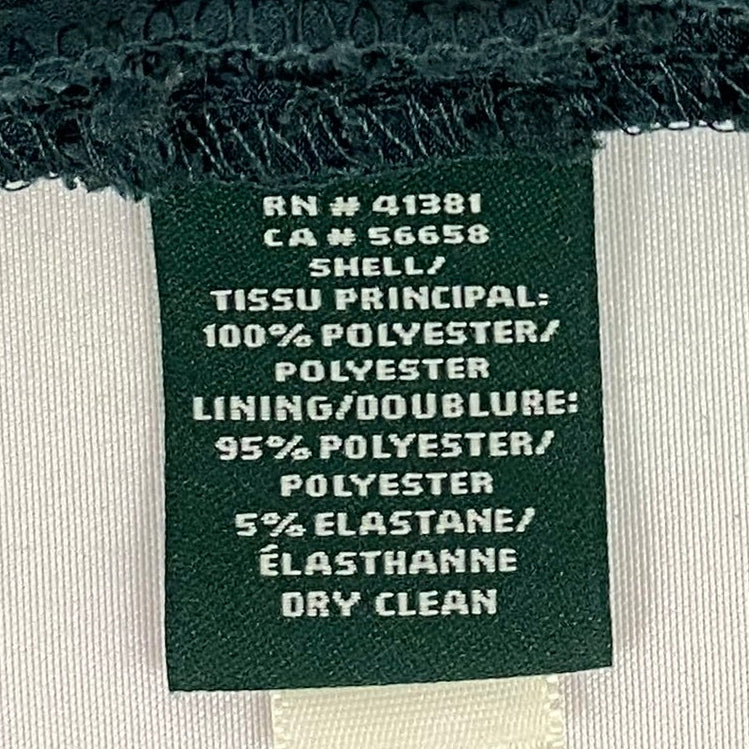 RN # 41381
CA # 56658
SHELL/
TISSU PRINCIPAL:
100% POLYESTER/
POLYESTER
LINING/DOUBLURE:
95% POLYESTER/
POLYESTER
5% ELASTANE/
ÉLASTHANNE
DRY CLEAN